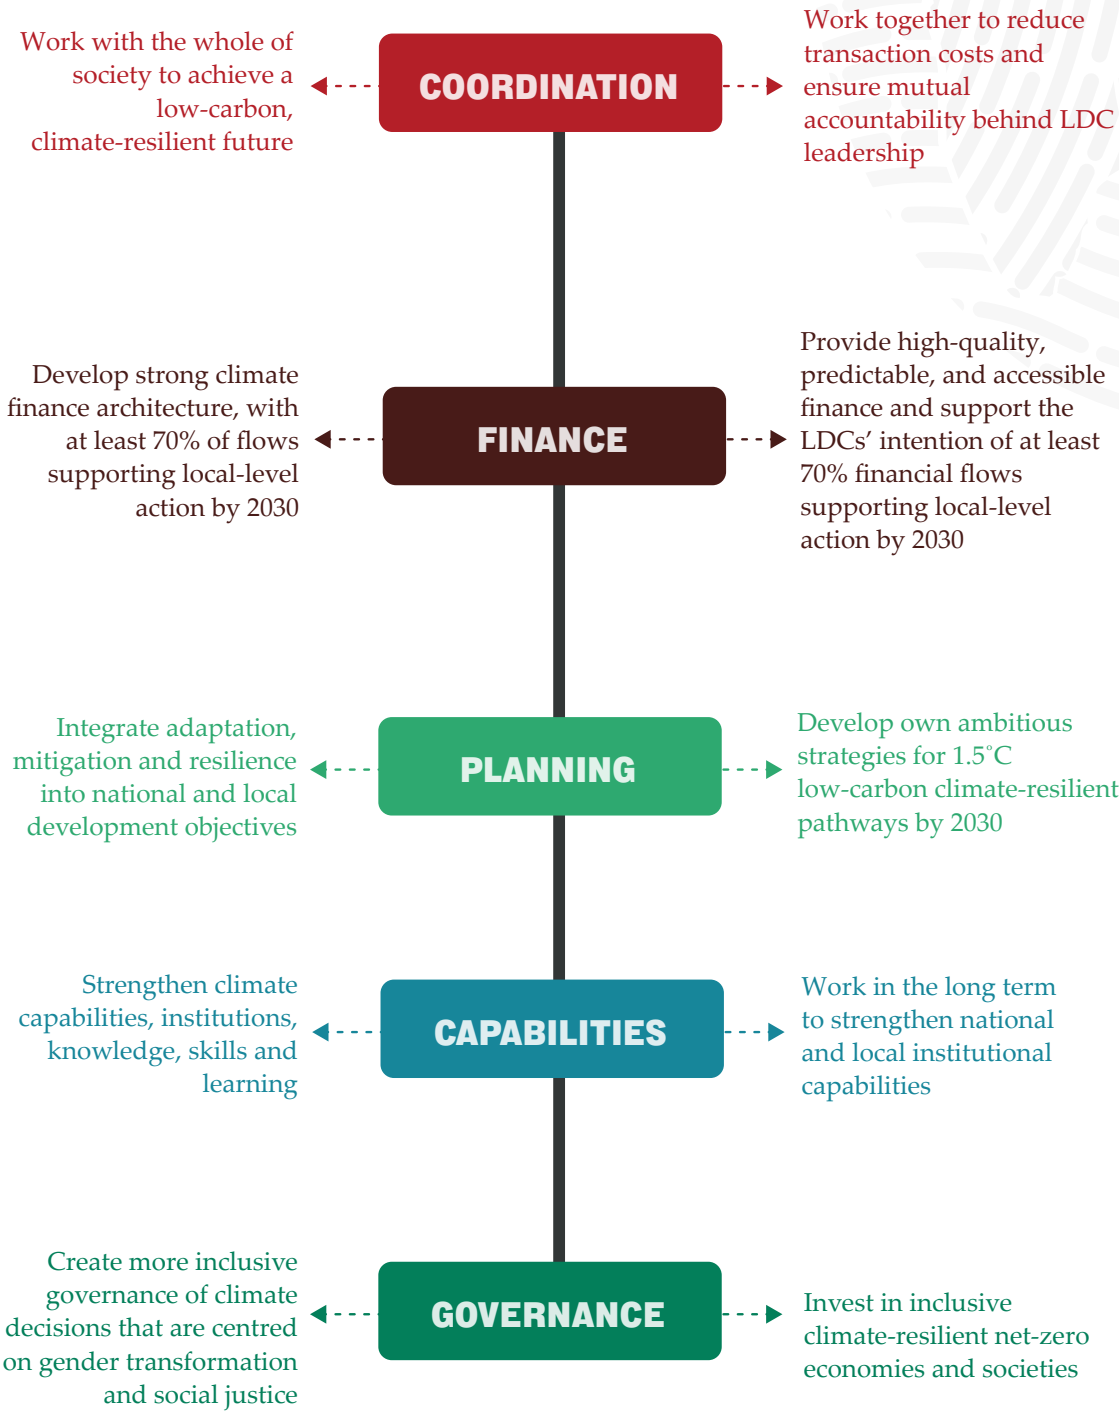 Work with the whole of
society to achieve a
low-carbon,
climate-resilient future
COORDINATION
Work together to reduce
transaction costs and
ensure mutual
accountability behind LDC
leadership
Develop strong climate
finance architecture, with
at least 70% of flows
supporting local-level
action by 2030
FINANCE
Provide high-quality,
predictable, and accessible
finance and support the
LDCs’ intention of at least
70% financial flows
supporting local-level
action by 2030
Integrate adaptation,
mitigation and resilience
into national and local
development objectives
PLANNING
Develop own ambitious
strategies for 1.5°C
low-carbon climate-resilient
pathways by 2030
Strengthen climate
capabilities, institutions,
knowledge, skills and
learning
CAPABILITIES
Work in the long term
to strengthen national
and local institutional
capabilities
Create more inclusive
governance of climate
decisions that are centred
on gender transformation
and social justice
GOVERNANCE
Invest in inclusive
climate-resilient net-zero
economies and societies